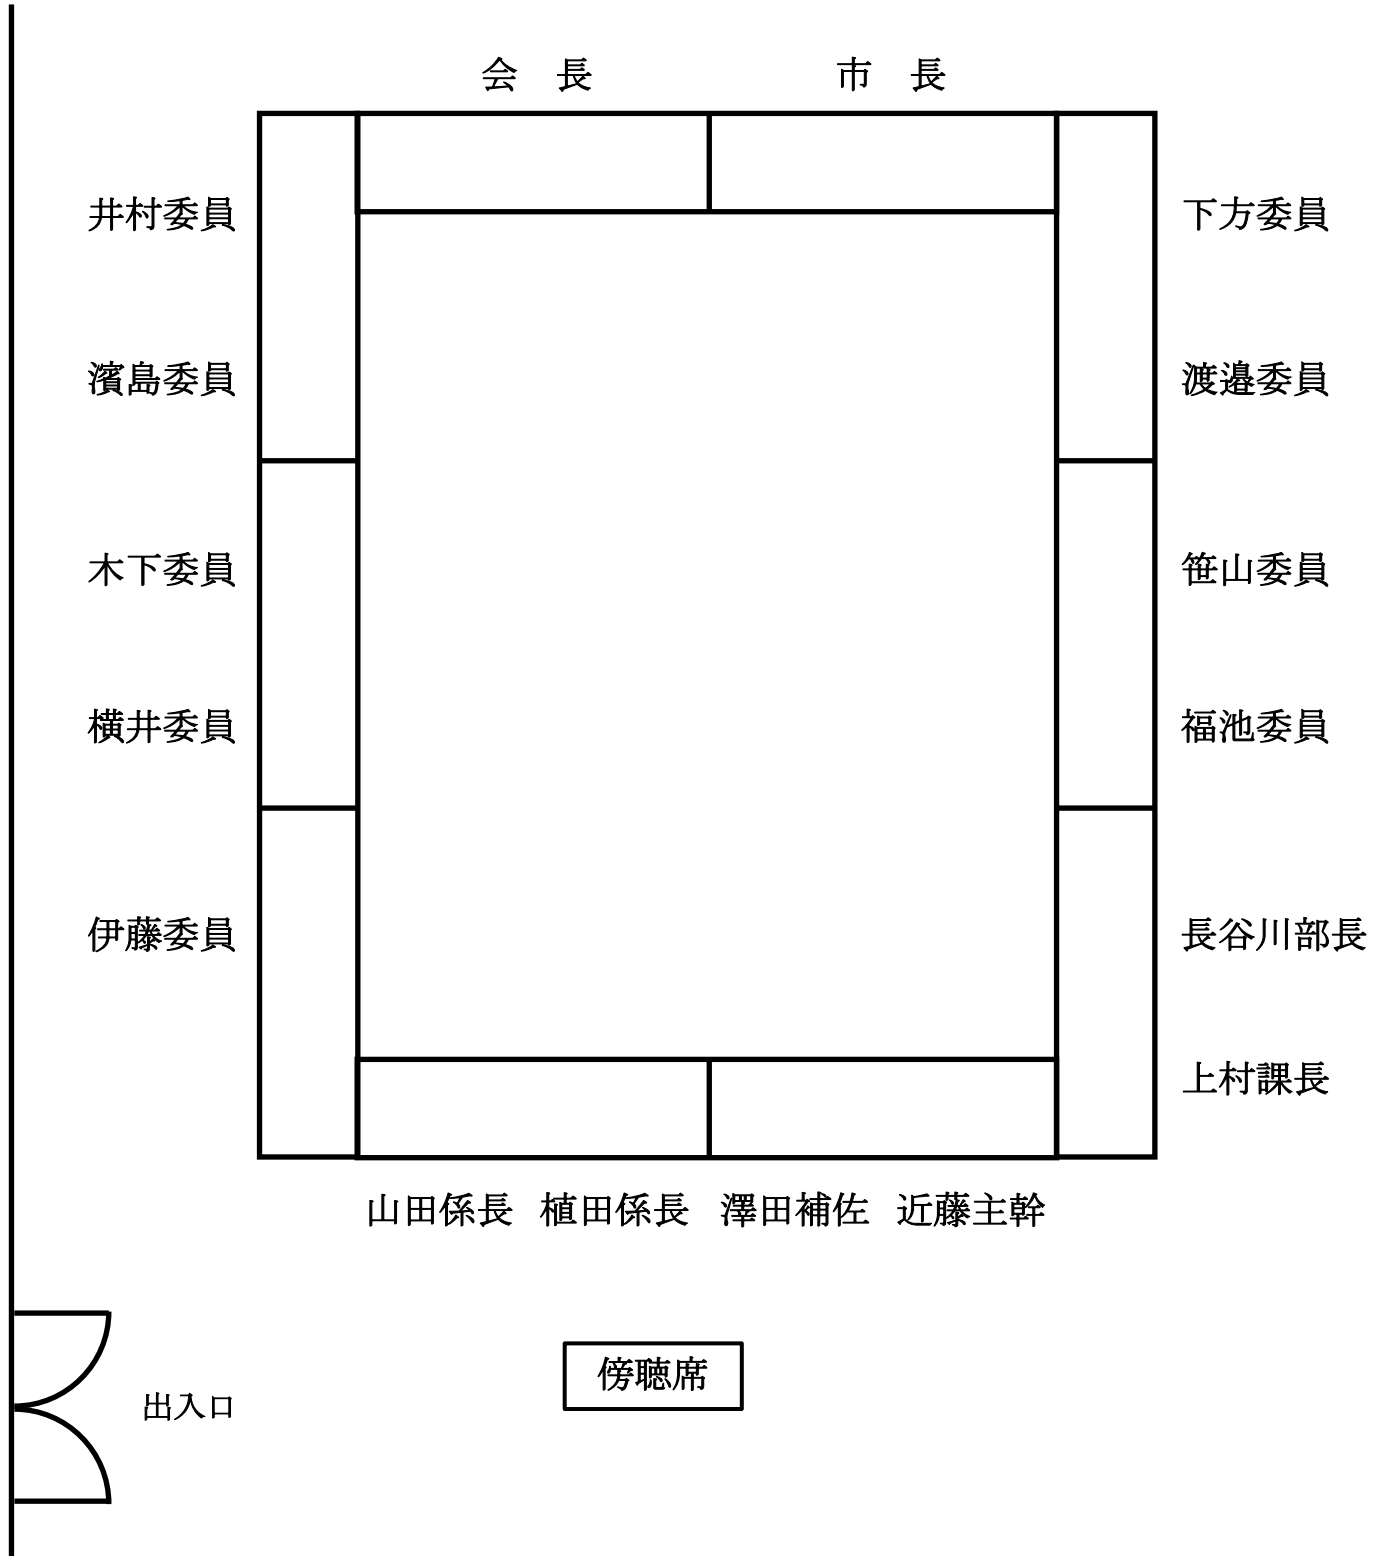 会　長　市　長
井村委員　下方委員
濱島委員　渡邉委員
木下委員　笹山委員
横井委員　福池委員
伊藤委員　長谷川部長
上村課長
山田係長　植田係長　澤田補佐　近藤主幹
傍聴席
出入口